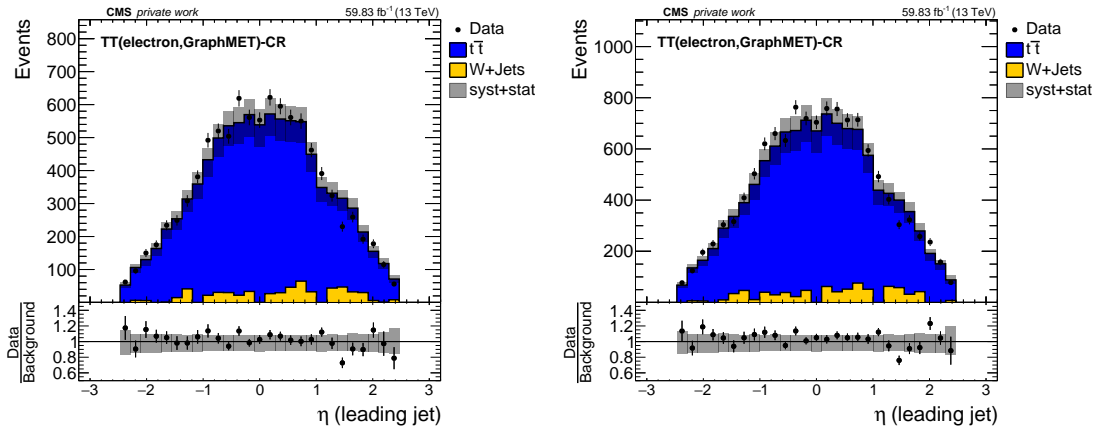 CMS private work 59.83 fb⁻¹ (13 TeV)
TT(electron,GraphMET)-CR
Events
800
700
600
500
400
300
200
100
Data
tt̅
W+Jets
syst+stat
Data
Background
1.4
1.2
1
0.8
0.6
−3 −2 −1 0 1 2 3
η (leading jet)
CMS private work 59.83 fb⁻¹ (13 TeV)
TT(electron,GraphMET)-CR
Events
1000
800
600
400
200
Data
tt̅
W+Jets
syst+stat
Data
Background
1.4
1.2
1
0.8
0.6
−3 −2 −1 0 1 2 3
η (leading jet)